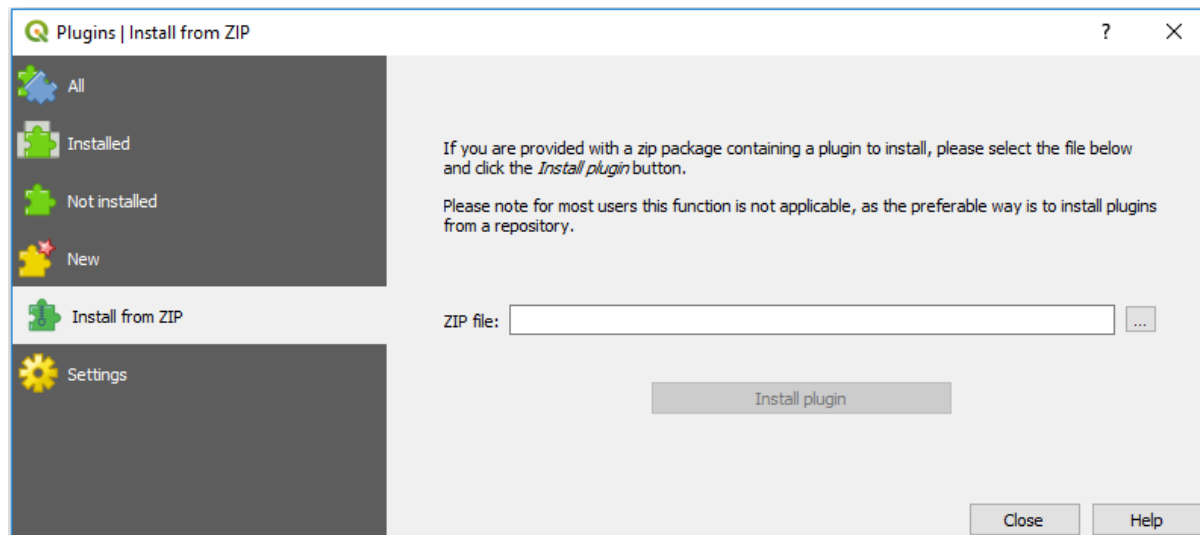 Plugins | Install from ZIP
?
All
Installed
Not installed
New
Install from ZIP
Settings
If you are provided with a zip package containing a plugin to install, please select the file below
and click the Install plugin button.
Please note for most users this function is not applicable, as the preferable way is to install plugins
from a repository.
ZIP file:
...
Install plugin
Close
Help